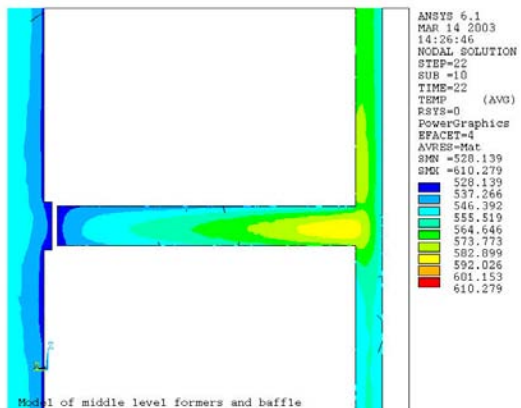 ANSYS 6.1
MAR 14 2003
14:26:46
NODAL SOLUTION
STEP=22
SUB =10
TIME=22
TEMP (AVG)
RSYS=0
PowerGraphics
EFACET=4
AVRES=Mat
SMN =528.139
SMX =610.279
528.139
537.266
546.392
555.519
564.646
573.773
582.899
592.026
601.153
610.279
Model of middle level formers and baffle